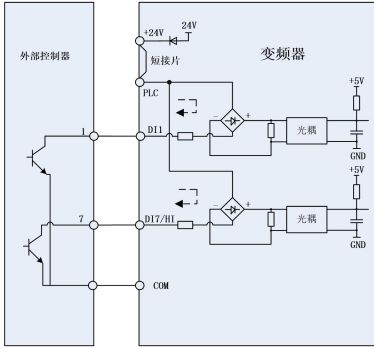 外部控制器
变频器
+24V
24V
短接片
PLC
+5V
1
DI1
-
+
光耦
GND
+5V
7
DI7/HI
-
+
光耦
GND
COM